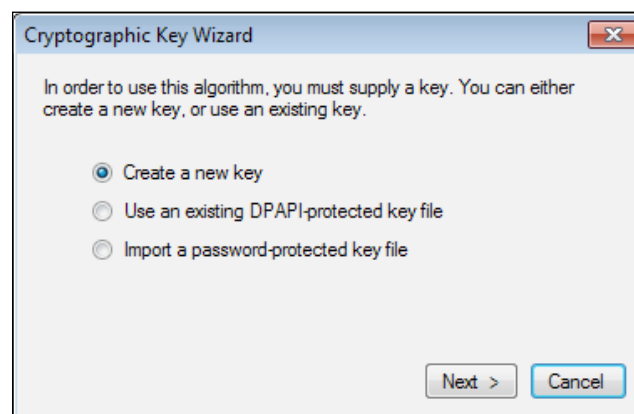 Cryptographic Key Wizard
In order to use this algorithm, you must supply a key. You can either
create a new key, or use an existing key.
Create a new key
Use an existing DPAPI-protected key file
Import a password-protected key file
Next >
Cancel